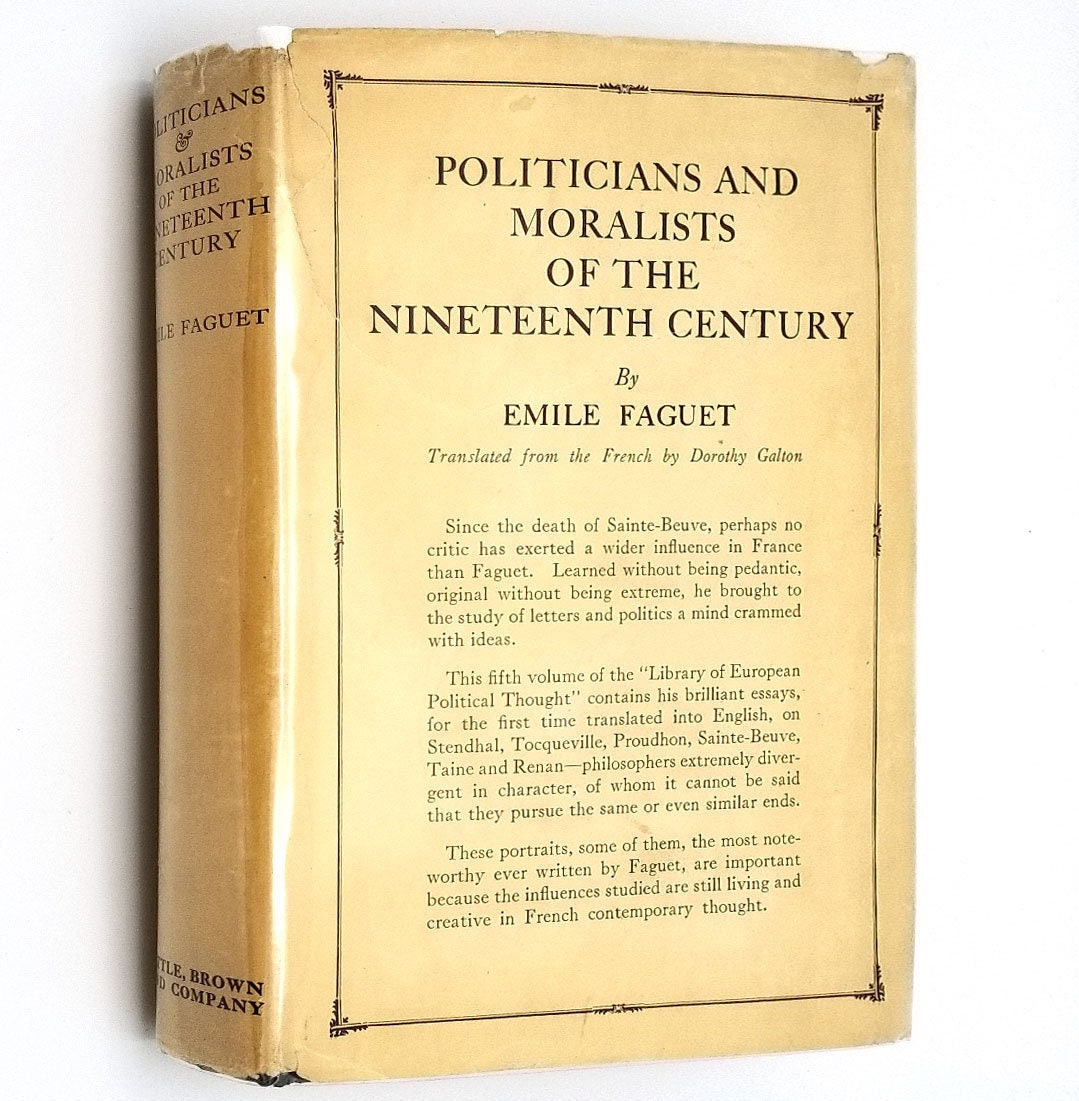 POLITICIANS AND
MORALISTS
OF THE
NINETEENTH CENTURY
By
EMILE FAGUET
Translated from the French by Dorothy Galton
Since the death of Sainte-Beuve, perhaps no
critic has exerted a wider influence in France
than Faguet. Learned without being pedantic,
original without being extreme, he brought to
the study of letters and politics a mind crammed
with ideas.
This fifth volume of the "Library of European
Political Thought" contains his brilliant essays,
for the first time translated into English, on
Stendhal, Tocqueville, Proudhon, Sainte-Beuve,
Taine and Renan—philosophers extremely diver-
gent in character, of whom it cannot be said
that they pursue the same or even similar ends.
These portraits, some of them, the most note-
worthy ever written by Faguet, are important
because the influences studied are still living and
creative in French contemporary thought.
LITICIANS
&
ORALISTS
OF THE
NETEENTH
ENTURY
ILE FAGUET
TLE, BROWN
D COMPANY